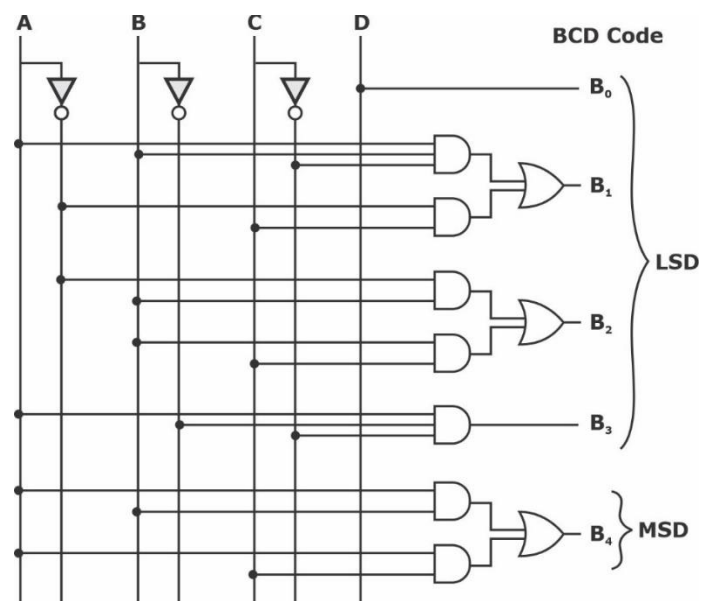 A B C D
BCD Code
B₀
B₁
LSD
B₂
B₃
B₄ MSD